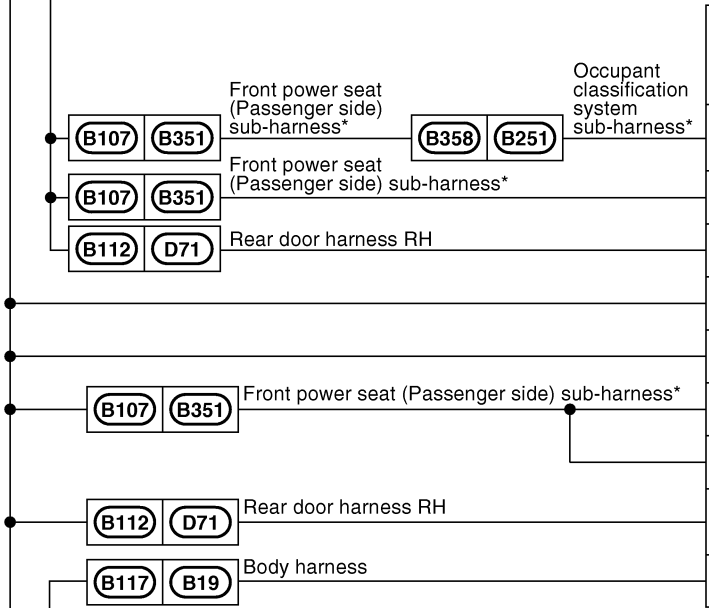 Front power seat
(Passenger side)
sub-harness*
Occupant
classification
system
sub-harness*
B107 B351
B358 B251
Front power seat
(Passenger side) sub-harness*
B107 B351
Rear door harness RH
B112 D71
Front power seat (Passenger side) sub-harness*
B107 B351
Rear door harness RH
B112 D71
Body harness
B117 B19